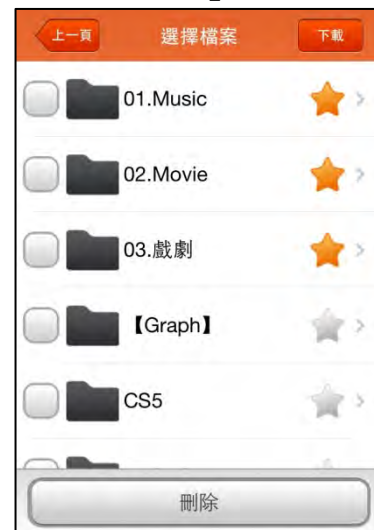 上一頁 選擇檔案 下載
01.Music
02.Movie
03.戲劇
【Graph】
CS5
刪除